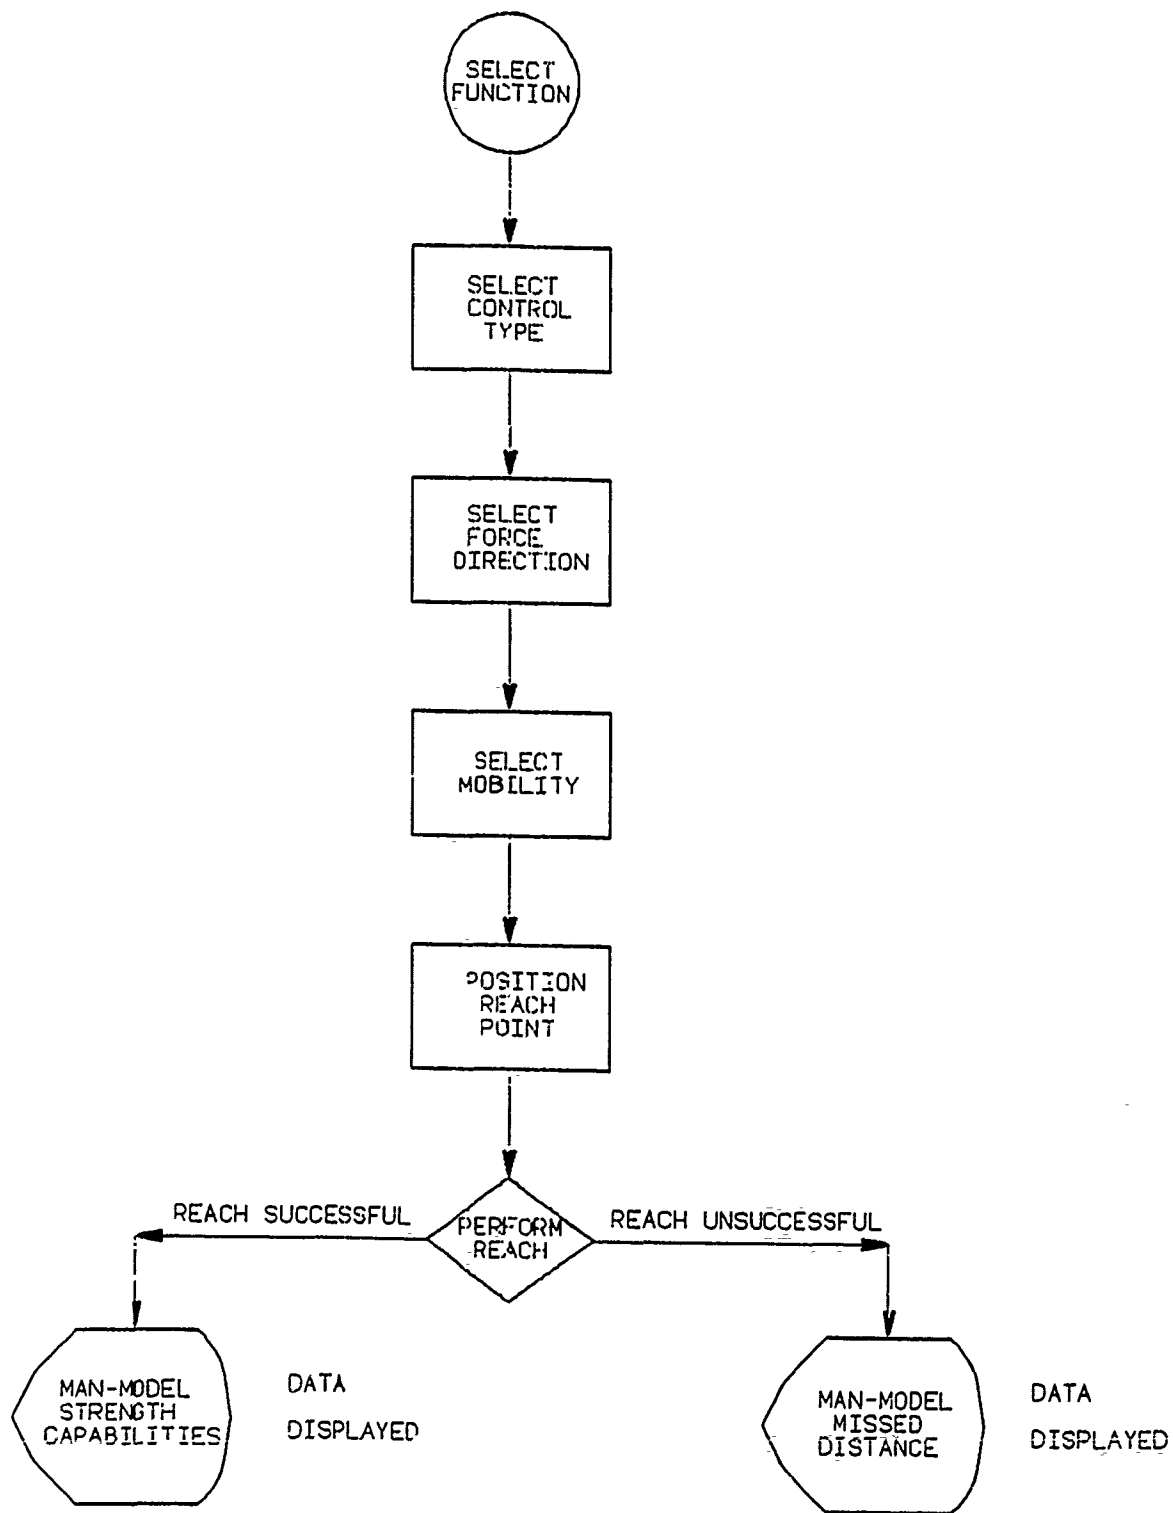 SELECT
FUNCTION
SELECT
CONTROL
TYPE
SELECT
FORCE
DIRECTION
SELECT
MOBILITY
POSITION
REACH
POINT
REACH SUCCESSFUL
PERFORM
REACH
REACH UNSUCCESSFUL
MAN-MODEL
STRENGTH
CAPABILITIES
DATA
DISPLAYED
MAN-MODEL
MISSED
DISTANCE
DATA
DISPLAYED